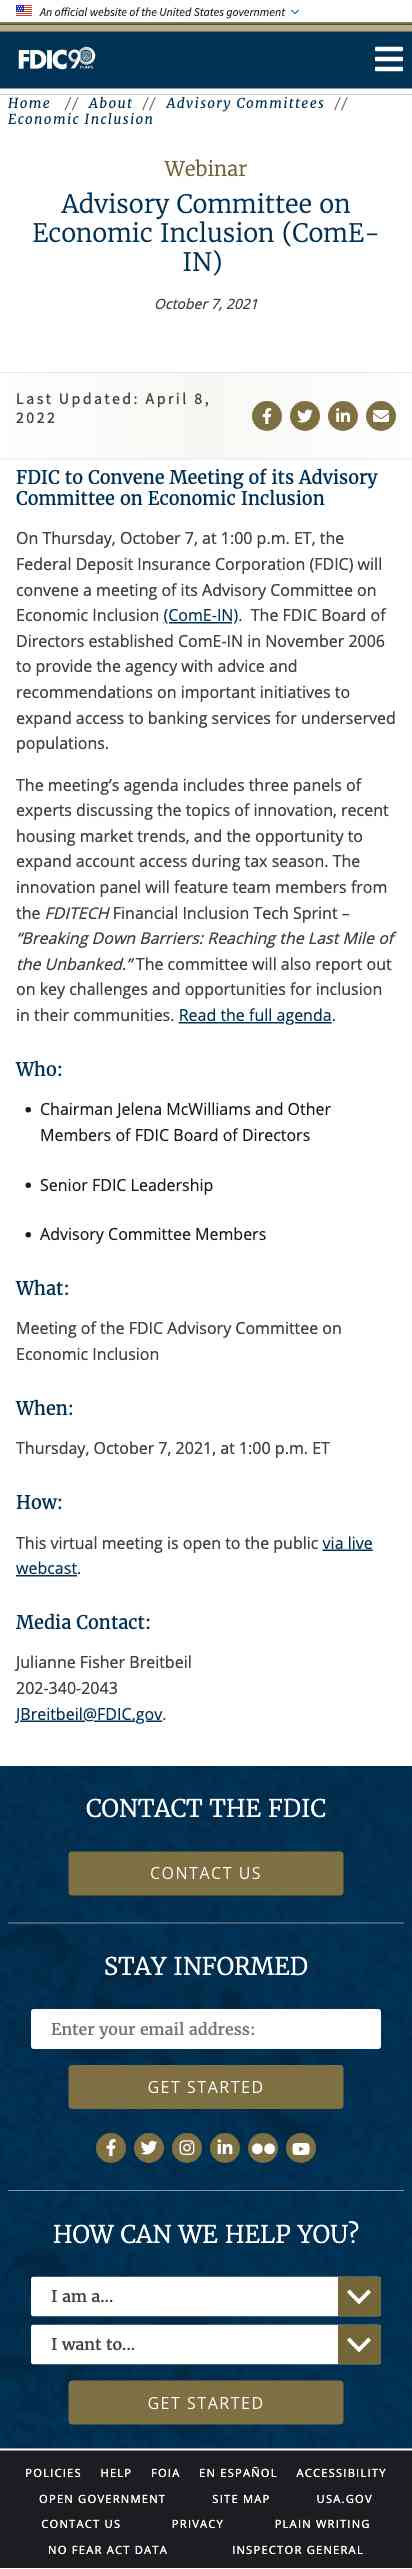 An official website of the United States government
FDIC90
Home // About // Advisory Committees //
Economic Inclusion
Webinar
Advisory Committee on
Economic Inclusion (ComE-
IN)
October 7, 2021
Last Updated: April 8,
2022
FDIC to Convene Meeting of its Advisory
Committee on Economic Inclusion
On Thursday, October 7, at 1:00 p.m. ET, the
Federal Deposit Insurance Corporation (FDIC) will
convene a meeting of its Advisory Committee on
Economic Inclusion (ComE-IN). The FDIC Board of
Directors established ComE-IN in November 2006
to provide the agency with advice and
recommendations on important initiatives to
expand access to banking services for underserved
populations.
The meeting’s agenda includes three panels of
experts discussing the topics of innovation, recent
housing market trends, and the opportunity to
expand account access during tax season. The
innovation panel will feature team members from
the FDITECH Financial Inclusion Tech Sprint –
“Breaking Down Barriers: Reaching the Last Mile of
the Unbanked.” The committee will also report out
on key challenges and opportunities for inclusion
in their communities. Read the full agenda.
Who:
• Chairman Jelena McWilliams and Other
Members of FDIC Board of Directors
• Senior FDIC Leadership
• Advisory Committee Members
What:
Meeting of the FDIC Advisory Committee on
Economic Inclusion
When:
Thursday, October 7, 2021, at 1:00 p.m. ET
How:
This virtual meeting is open to the public via live
webcast.
Media Contact:
Julianne Fisher Breitbeil
202-340-2043
JBreitbeil@FDIC.gov.
CONTACT THE FDIC
CONTACT US
STAY INFORMED
Enter your email address:
GET STARTED
HOW CAN WE HELP YOU?
I am a...
I want to...
GET STARTED
POLICIES HELP FOIA EN ESPAÑOL ACCESSIBILITY
OPEN GOVERNMENT SITE MAP USA.GOV
CONTACT US PRIVACY PLAIN WRITING
NO FEAR ACT DATA INSPECTOR GENERAL